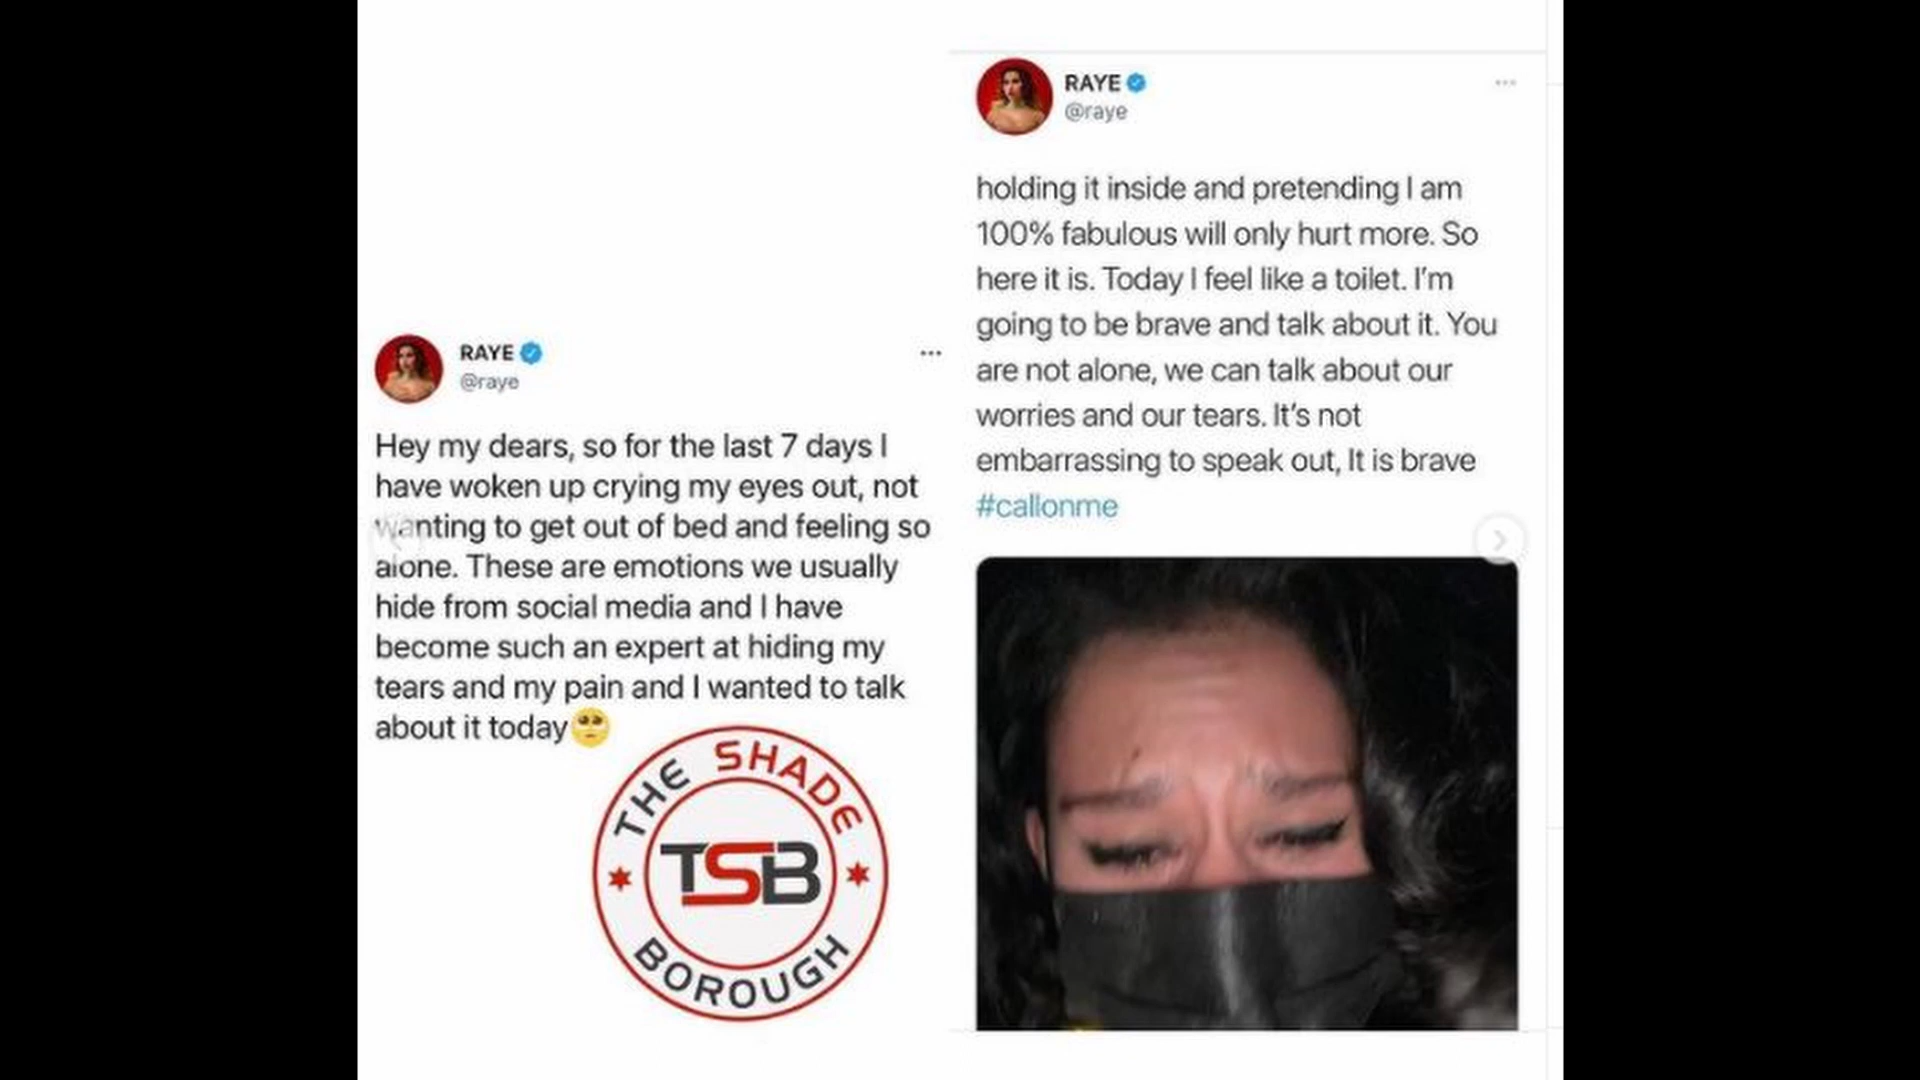 RAYE
@raye
Hey my dears, so for the last 7 days I
have woken up crying my eyes out, not
wanting to get out of bed and feeling so
alone. These are emotions we usually
hide from social media and I have
become such an expert at hiding my
tears and my pain and I wanted to talk
about it today🥺
THE SHADE
TSB
BOROUGH
RAYE
@raye
holding it inside and pretending I am
100% fabulous will only hurt more. So
here it is. Today I feel like a toilet. I’m
going to be brave and talk about it. You
are not alone, we can talk about our
worries and our tears. It’s not
embarrassing to speak out, It is brave
#callonme